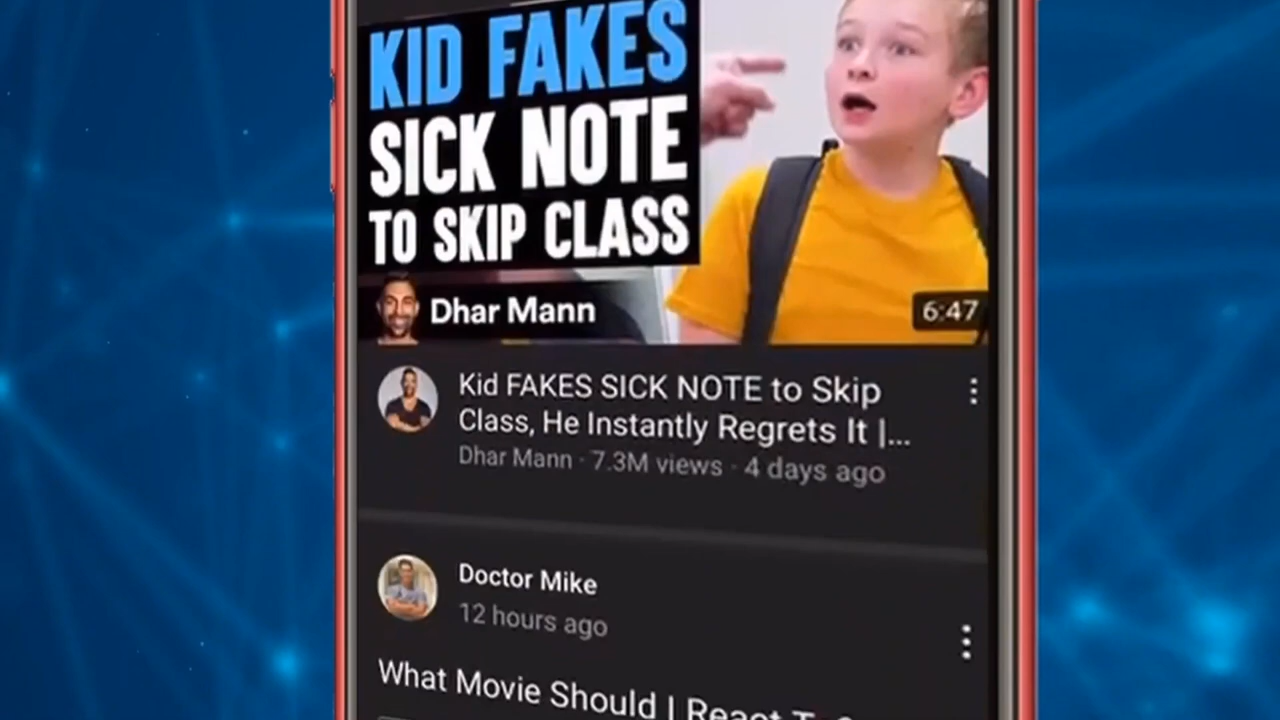 KID FAKES
SICK NOTE
TO SKIP CLASS
Dhar Mann
6:47
Kid FAKES SICK NOTE to Skip
Class, He Instantly Regrets It |...
Dhar Mann · 7.3M views · 4 days ago
Doctor Mike
12 hours ago
What Movie Should I React To?